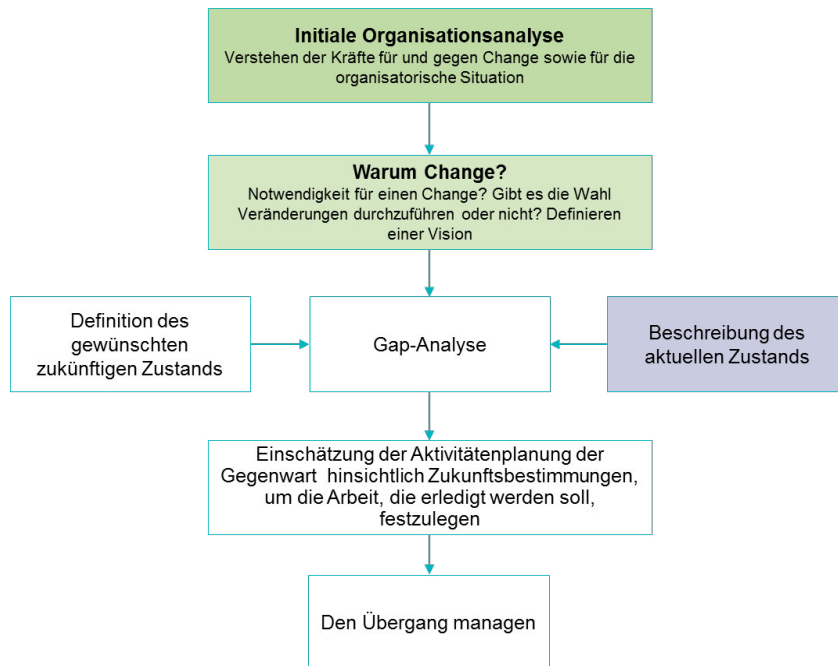 Initiale Organisationsanalyse
Verstehen der Kräfte für und gegen Change sowie für die
organisatorische Situation
Warum Change?
Notwendigkeit für einen Change? Gibt es die Wahl
Veränderungen durchzuführen oder nicht? Definieren
einer Vision
Definition des
gewünschten
zukünftigen Zustands
Gap-Analyse
Beschreibung des
aktuellen Zustands
Einschätzung der Aktivitätenplanung der
Gegenwart hinsichtlich Zukunftsbestimmungen,
um die Arbeit, die erledigt werden soll,
festzulegen
Den Übergang managen